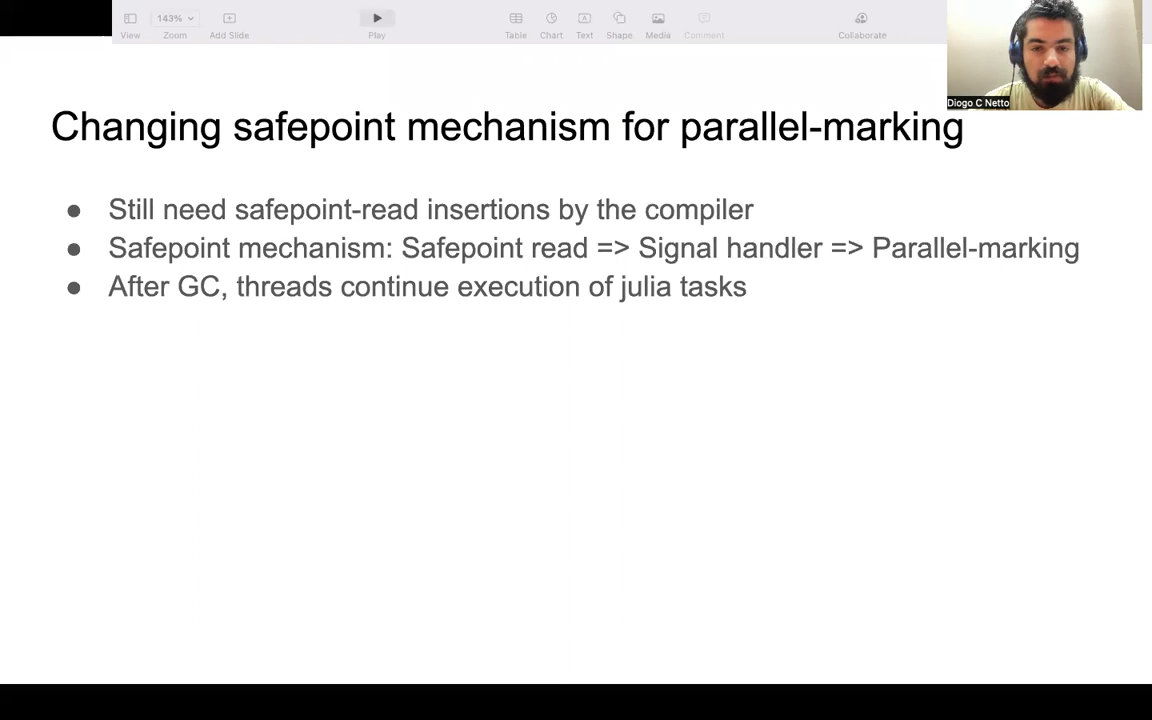 143%
View Zoom Add Slide Play Table Chart Text Shape Media Comment Collaborate
Diogo C Netto
Changing safepoint mechanism for parallel-marking
● Still need safepoint-read insertions by the compiler
● Safepoint mechanism: Safepoint read => Signal handler => Parallel-marking
● After GC, threads continue execution of julia tasks